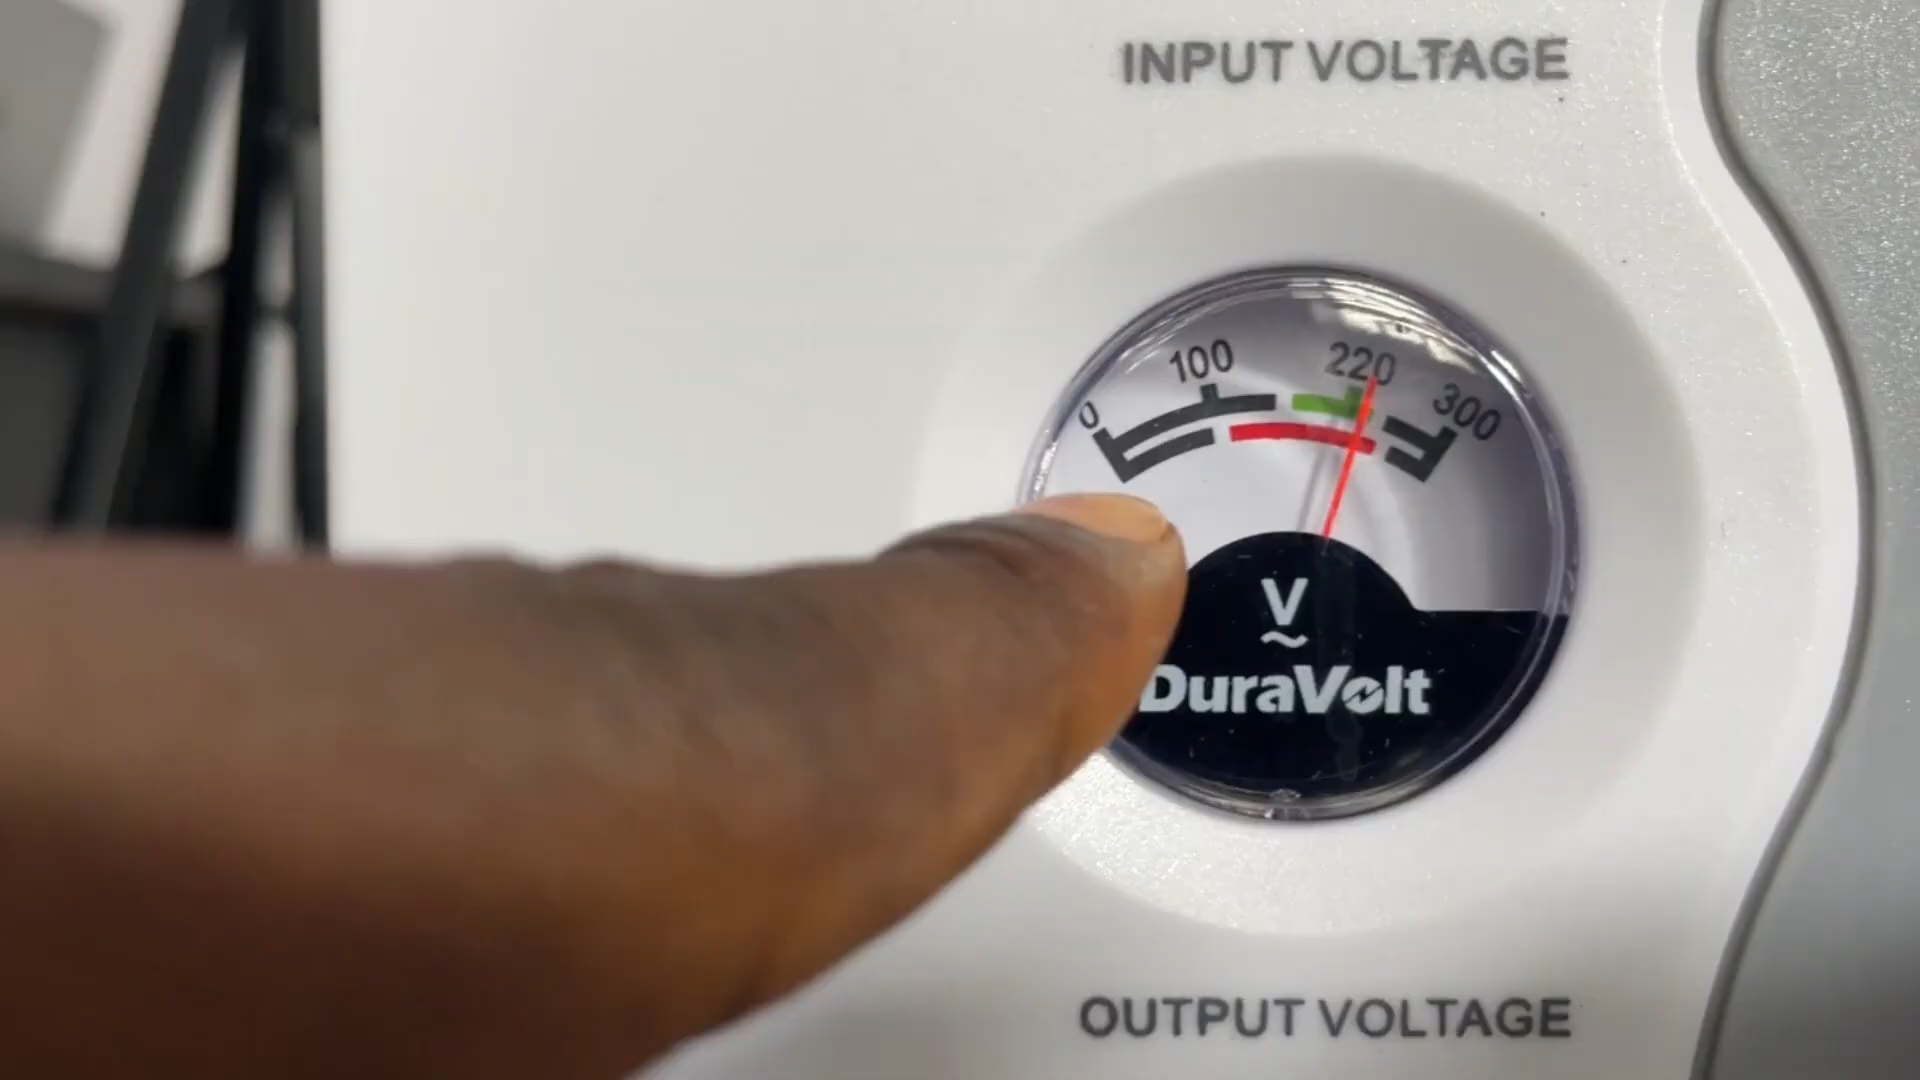 INPUT VOLTAGE
0 100 220 300
V
~
DuraVolt
OUTPUT VOLTAGE